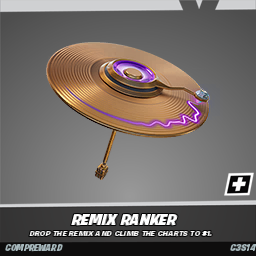 REMIX RANKER
DROP THE REMIX AND CLIMB THE CHARTS TO #1.
COMPREWARD
C3S14